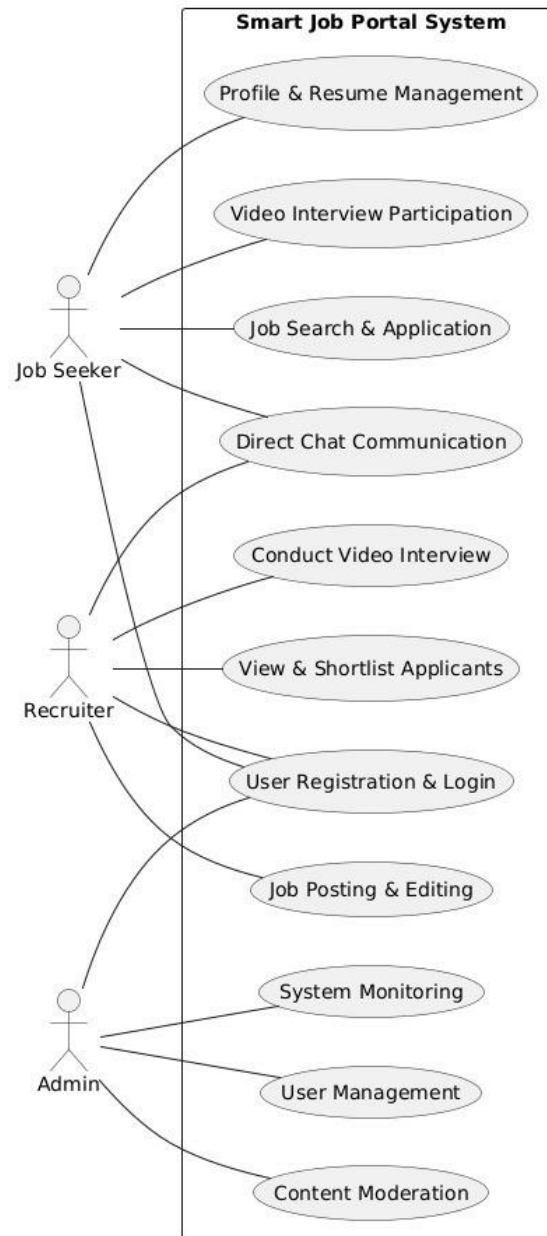 Smart Job Portal System
Profile & Resume Management
Video Interview Participation
Job Search & Application
Job Seeker
Direct Chat Communication
Conduct Video Interview
View & Shortlist Applicants
Recruiter
User Registration & Login
Job Posting & Editing
System Monitoring
Admin
User Management
Content Moderation